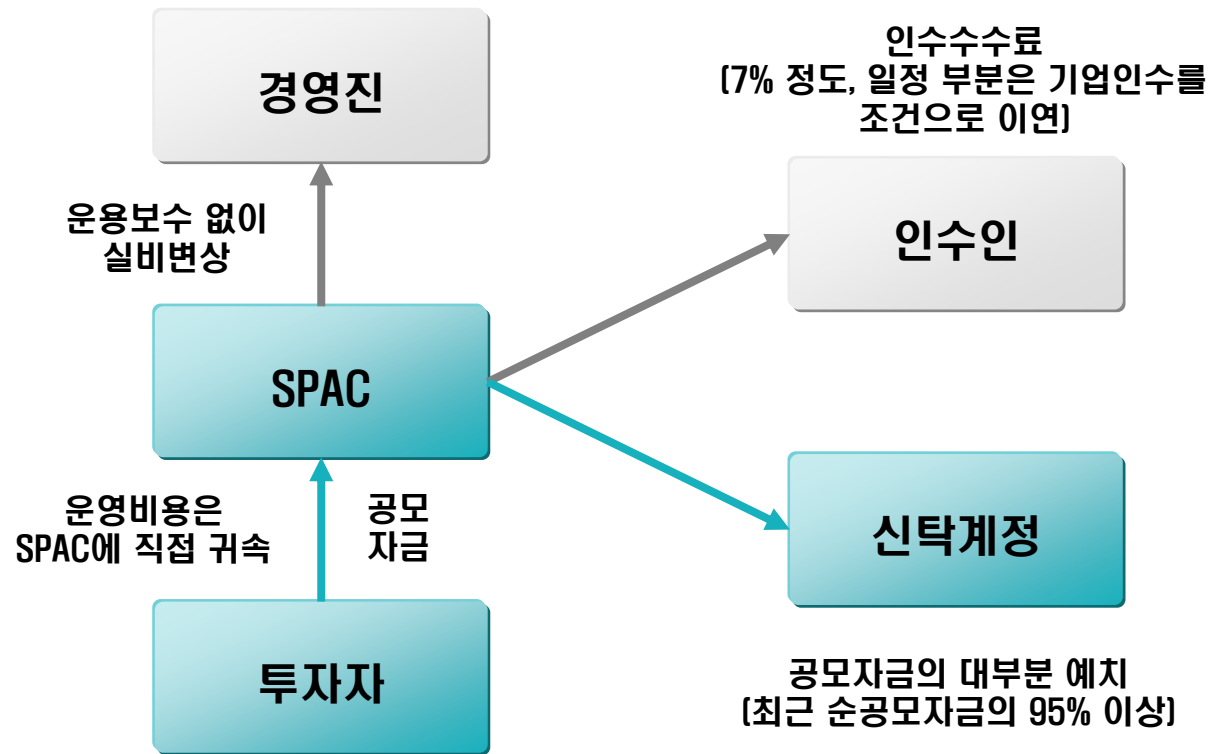 경영진
인수수수료
(7% 정도, 일정 부분은 기업인수를
조건으로 이연)
운용보수 없이
실비변상
인수인
SPAC
운영비용은
SPAC에 직접 귀속
공모
자금
신탁계정
투자자
공모자금의 대부분 예치
(최근 순공모자금의 95% 이상)